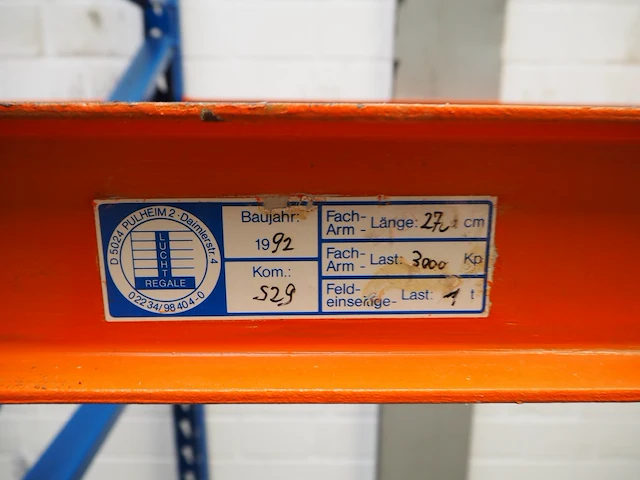 D 5024 PULHEIM 2 · Daimlerstr. 4
LUCHT
REGALE
02234/98404-0
Baujahr:
1992
Kom.:
529
Fach-
Arm - Länge: cm
Fach-
Arm - Last: 3000 Kp
Feld-
einseitige - Last: t